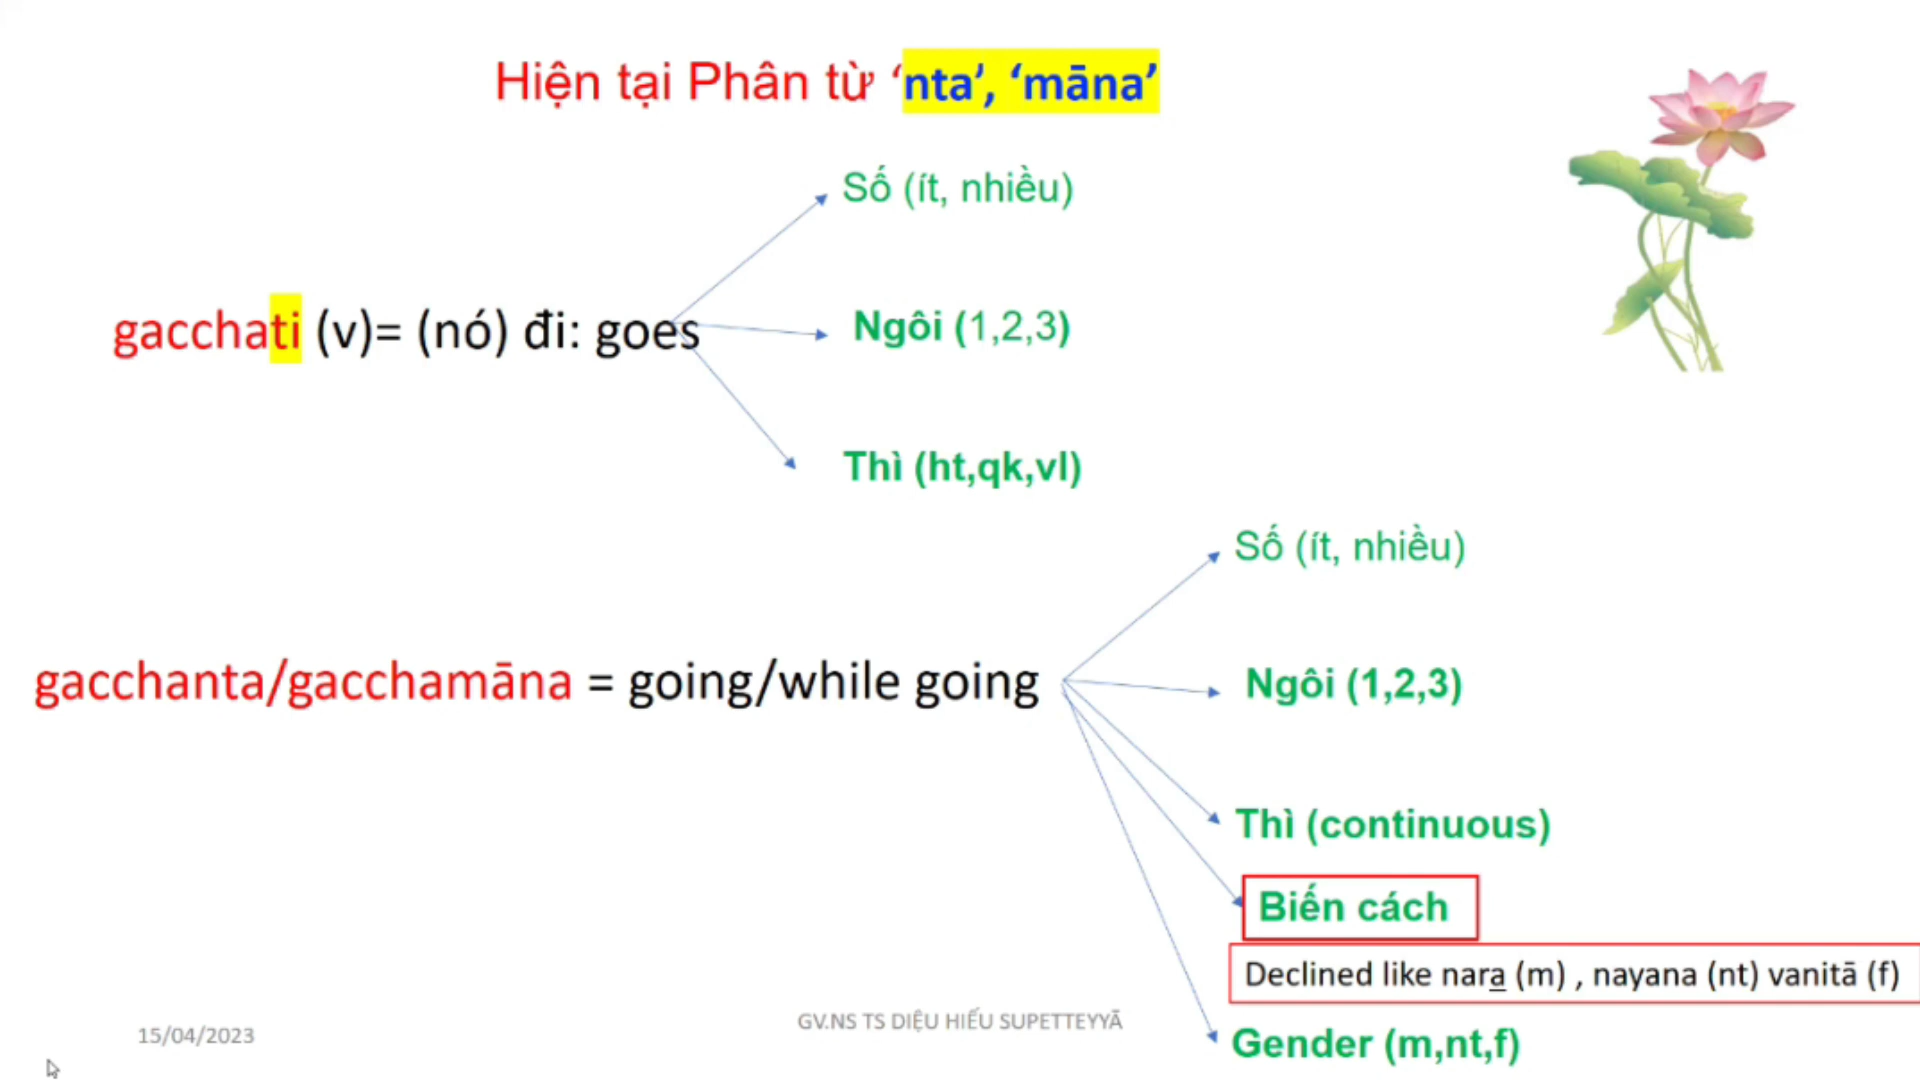 Hiện tại Phân từ ‘nta’, ‘māna’
Số (ít, nhiều)
gacchati (v)= (nó) đi: goes
Ngôi (1,2,3)
Thì (ht,qk,vl)
Số (ít, nhiều)
gacchanta/gacchamāna = going/while going
Ngôi (1,2,3)
Thì (continuous)
Biến cách
Declined like nara (m) , nayana (nt) vanitā (f)
Gender (m,nt,f)
15/04/2023
GV.NS TS DIỆU HIẾU SUPETTEYYĀ